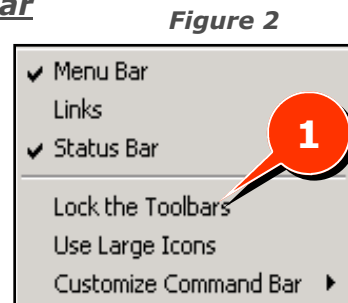 ar
Figure 2
Menu Bar
Links
Status Bar
1
Lock the Toolbars
Use Large Icons
Customize Command Bar